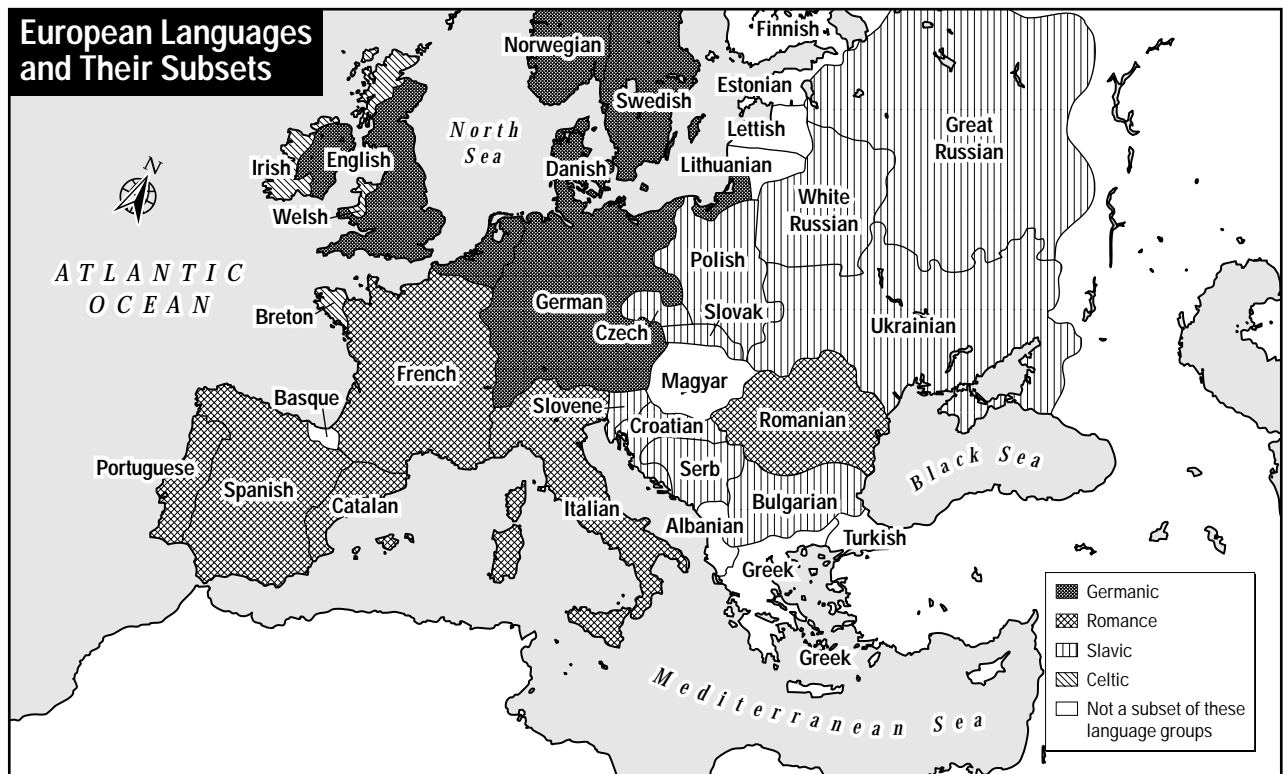 European Languages
and Their Subsets
Finnish
Norwegian
Estonian
Swedish
Lettish
Great
Russian
North
Sea
Irish
English
Danish
Lithuanian
N
White
Russian
Welsh
Polish
ATLANTIC
OCEAN
German
Slovak
Breton
Czech
Ukrainian
French
Magyar
Basque
Slovene
Croatian
Romanian
Portuguese
Serb
Black Sea
Spanish
Catalan
Italian
Bulgarian
Albanian
Turkish
Greek
Greek
Mediterranean Sea
Germanic
Romance
Slavic
Celtic
Not a subset of these
language groups